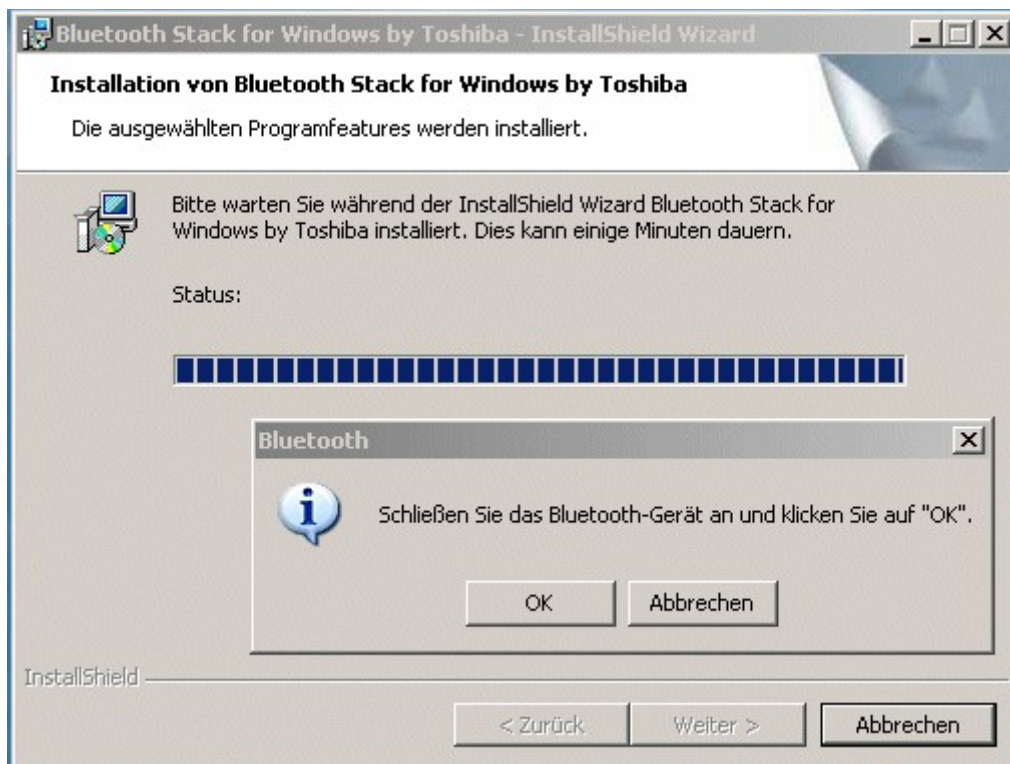 Bluetooth Stack for Windows by Toshiba - InstallShield Wizard
Installation von Bluetooth Stack for Windows by Toshiba
Die ausgewählten Programfeatures werden installiert.
Bitte warten Sie während der InstallShield Wizard Bluetooth Stack for
Windows by Toshiba installiert. Dies kann einige Minuten dauern.
Status:
Bluetooth
Schließen Sie das Bluetooth-Gerät an und klicken Sie auf "OK".
OK
Abbrechen
InstallShield
< Zurück
Weiter >
Abbrechen